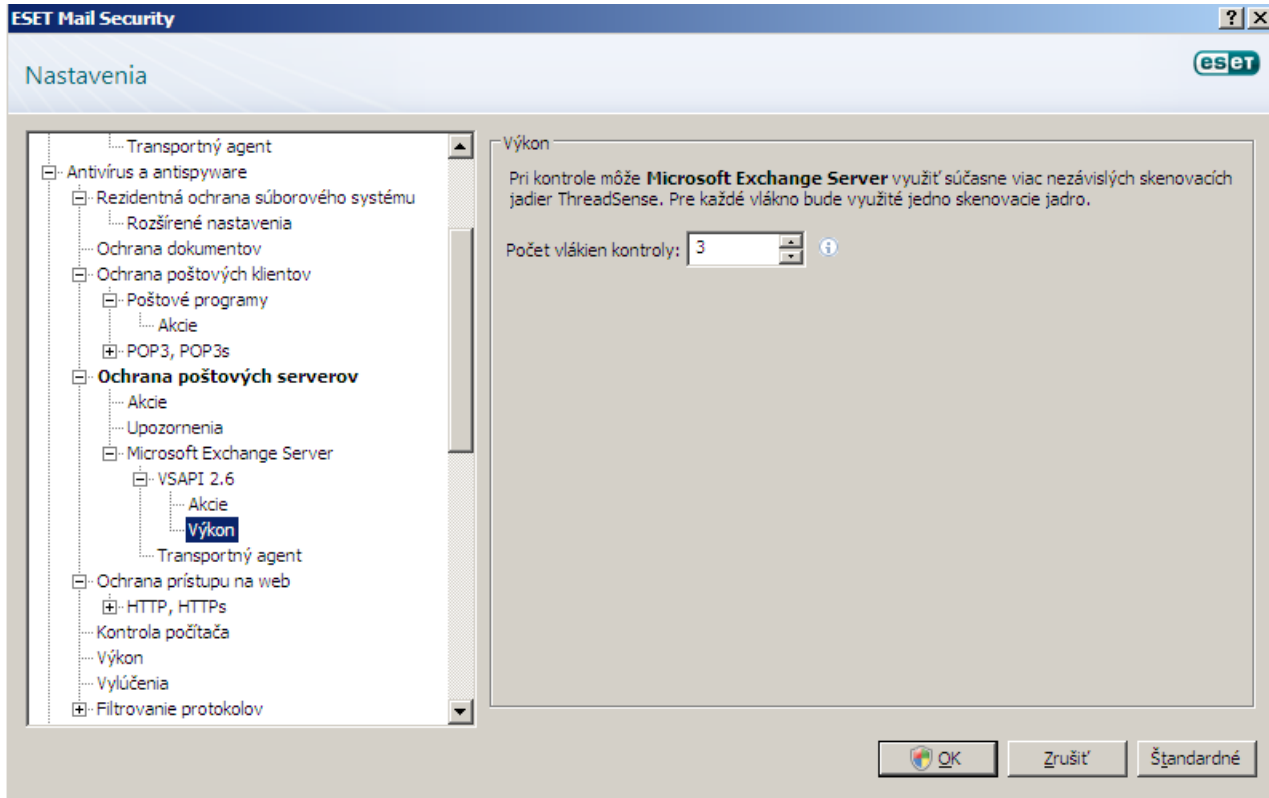 ESET Mail Security
Nastavenia
eset
Transportný agent
Antivírus a antispyware
Rezidentná ochrana súborového systému
Rozšírené nastavenia
Ochrana dokumentov
Ochrana poštových klientov
Poštové programy
Akcie
POP3, POP3s
Ochrana poštových serverov
Akcie
Upozornenia
Microsoft Exchange Server
VSAPI 2.6
Akcie
Výkon
Transportný agent
Ochrana prístupu na web
HTTP, HTTPs
Kontrola počítača
Výkon
Vylúčenia
Filtrovanie protokolov
Výkon
Pri kontrole môže Microsoft Exchange Server využiť súčasne viac nezávislých skenovacích
jadier ThreadSense. Pre každé vlákno bude využité jedno skenovacie jadro.
Počet vlákien kontroly: 3
OK Zrušiť Štandardné